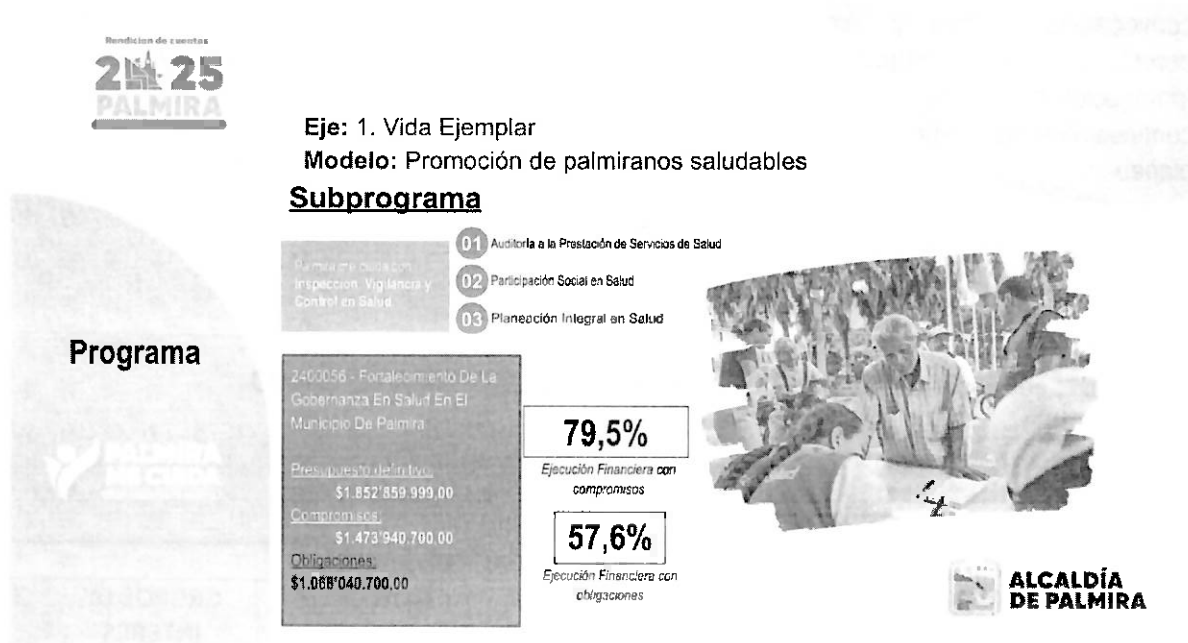 Rendicion de cuentas
2025
PALMIRA
Eje: 1. Vida Ejemplar
Modelo: Promoción de palmiranos saludables
Subprograma
Inspección, Vigilancia y
Control en Salud
01 Auditoría a la Prestación de Servicios de Salud
02 Participación Social en Salud
03 Planeación Integral en Salud
Programa
2400056 - Fortalecimiento De La
Gobernanza En Salud En El
Municipio De Palmira
Presupuesto definitivo:
$1.852'859.999,00
Compromisos:
$1.473'940.700,00
Obligaciones:
$1.068'040.700,00
79,5%
Ejecución Financiera con
compromisos
57,6%
Ejecución Financiera con
obligaciones
PALMIRA
ALCALDÍA
DE PALMIRA